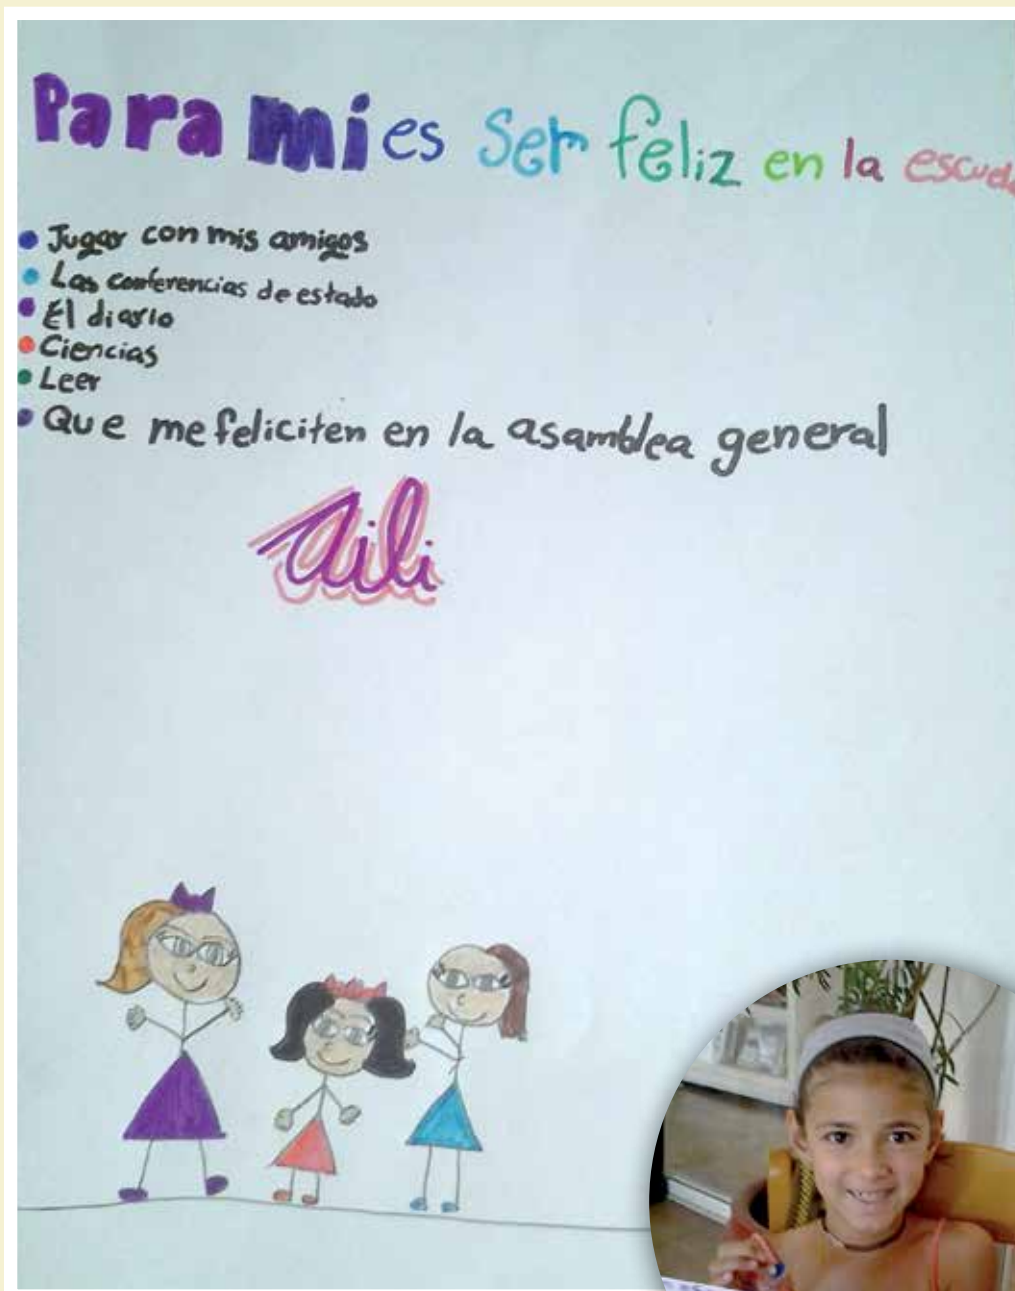 Para mi es ser feliz en la escuela
Jugar con mis amigos
Las conferencias de estado
El diario
Ciencias
Leer
Que me feliciten en la asamblea general
Aili